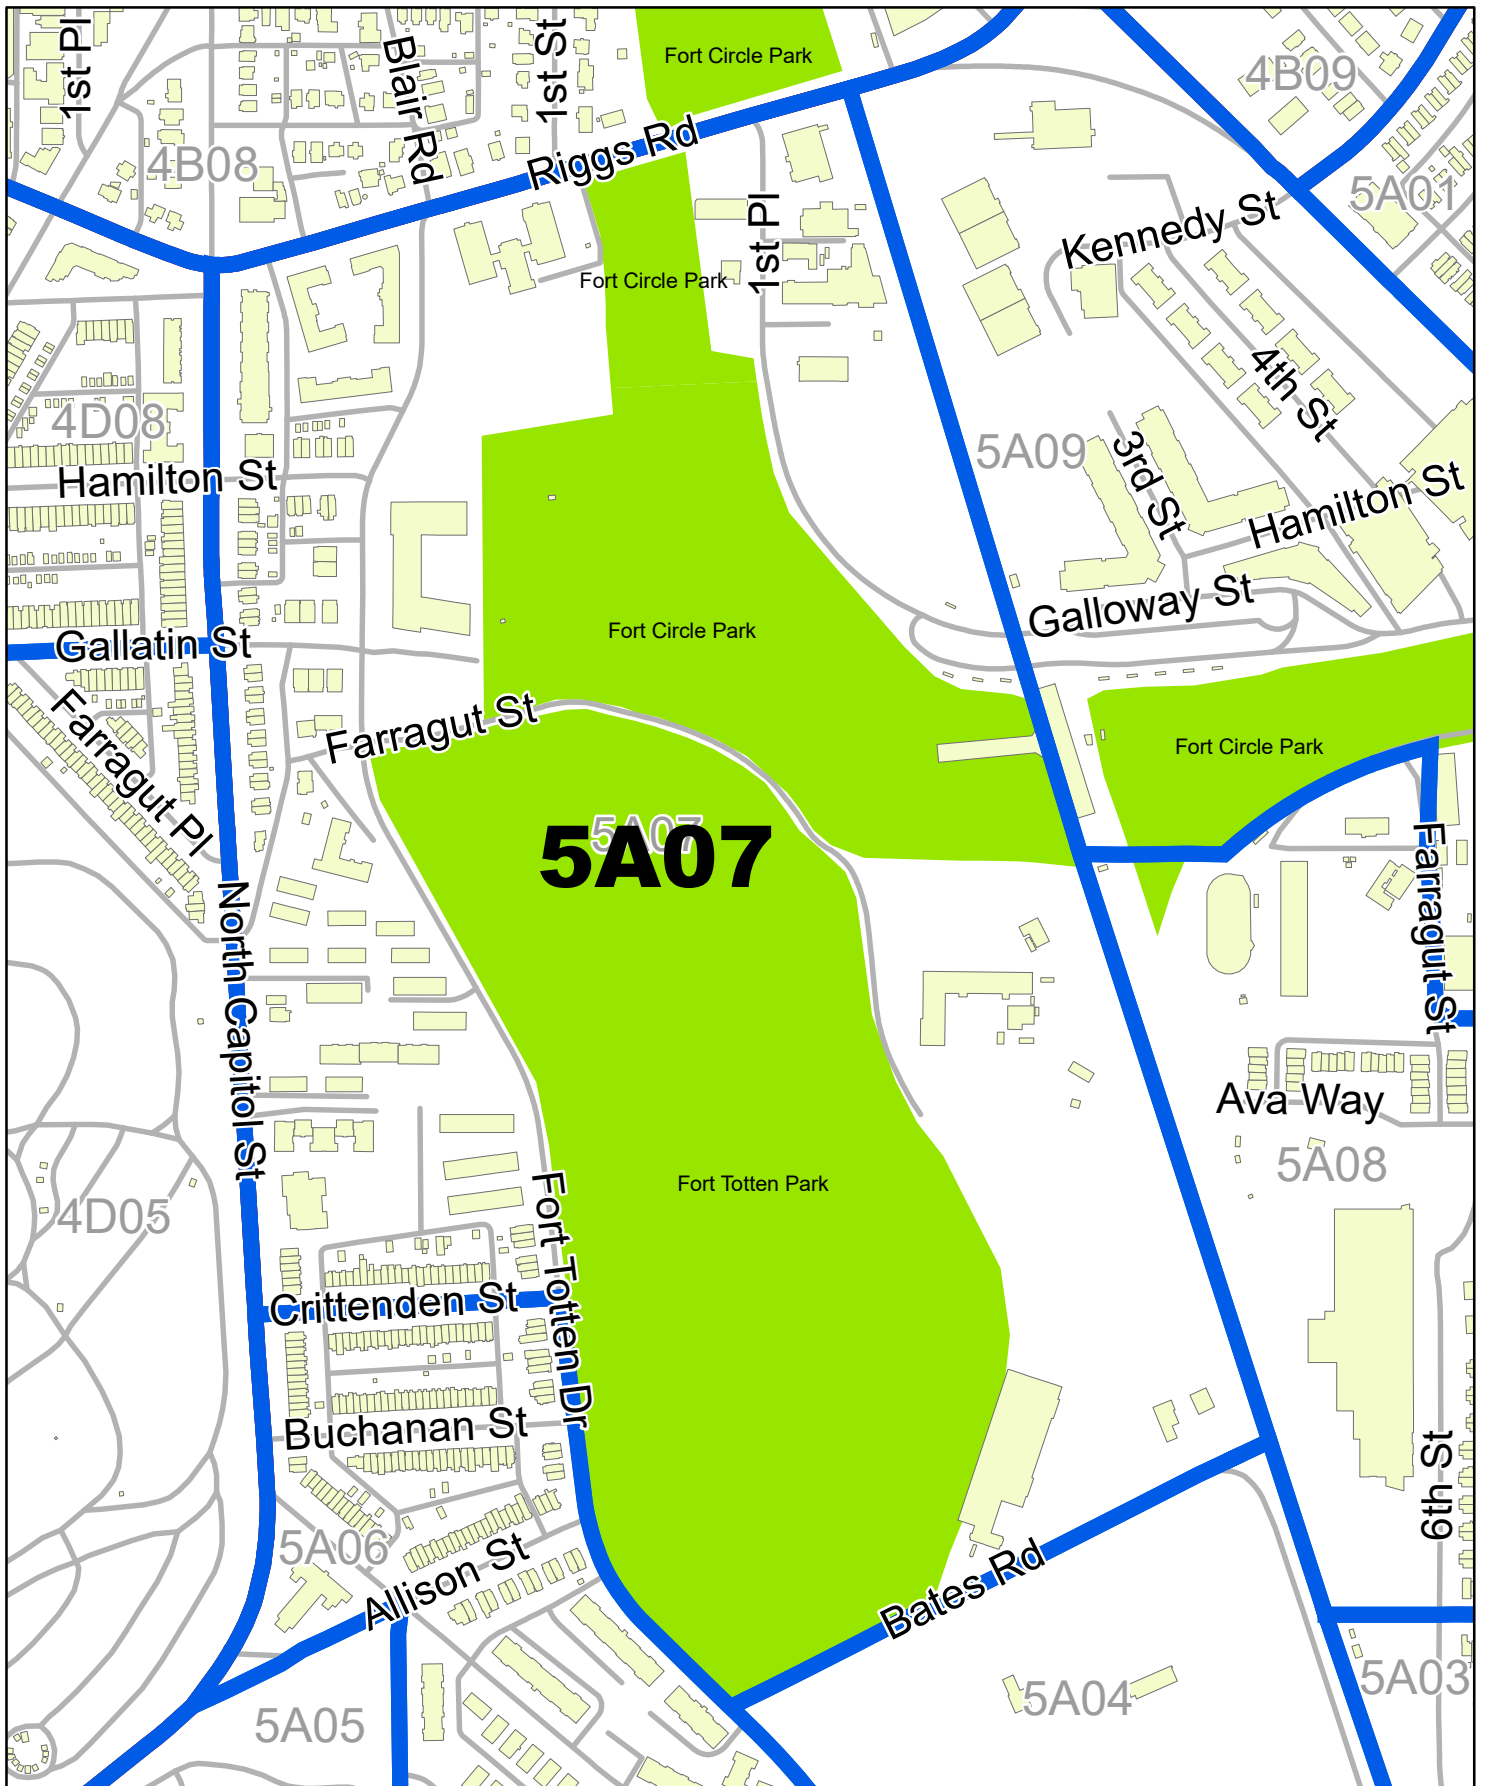 1st Pl
Blair Rd
1st St
Fort Circle Park
4B09
4B08
Riggs Rd
5A01
Kennedy St
1st Pl
Fort Circle Park
4th St
4D08
5A09
3rd St
Hamilton St
Hamilton St
Galloway St
Fort Circle Park
Gallatin St
Farragut St
Farragut Pl
Fort Circle Park
5A07
5A07
Farragut St
North Capitol St
Ava Way
5A08
Fort Totten Park
4D05
Fort Totten Dr
Crittenden St
Buchanan St
6th St
5A06
Allison St
Bates Rd
5A03
5A04
5A05